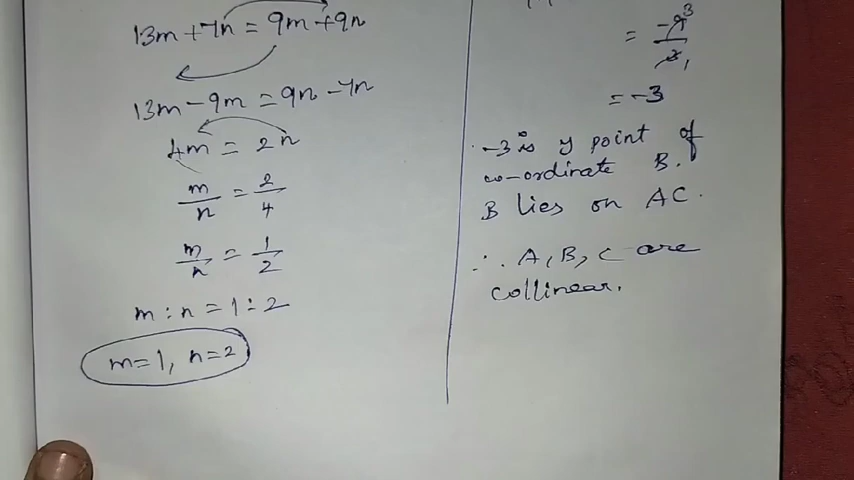 13m + 7n = 9m + 9n
13m - 9m = 9n - 7n
4m = 2n
m/n = 2/4
m/n = 1/2
m : n = 1 : 2
m = 1, n = 2
= -9/3
= -3
-3 is y point of
co-ordinate B.
B lies on AC.
∴ A, B, C are
collinear.